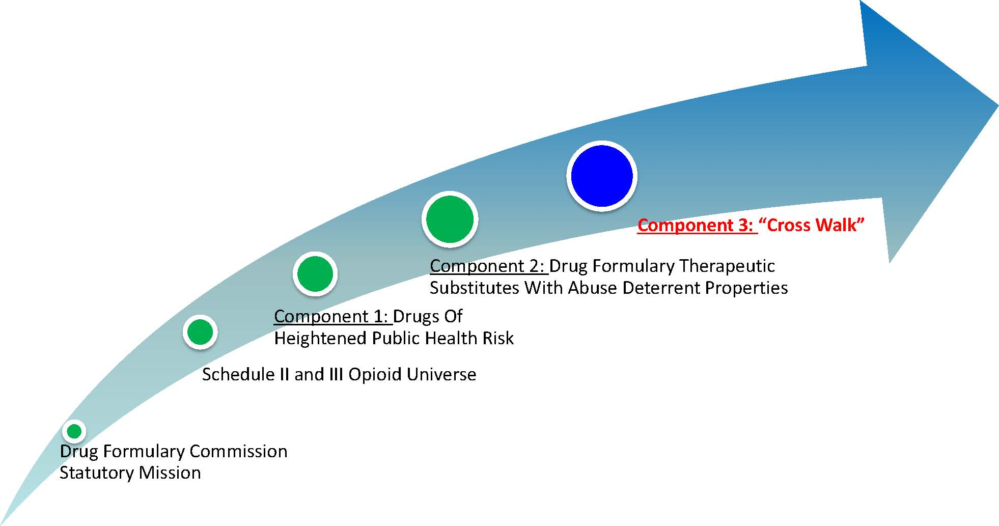 Component 3: “Cross Walk”
Component 2: Drug Formulary Therapeutic
Substitutes With Abuse Deterrent Properties
Component 1: Drugs Of
Heightened Public Health Risk
Schedule II and III Opioid Universe
Drug Formulary Commission
Statutory Mission